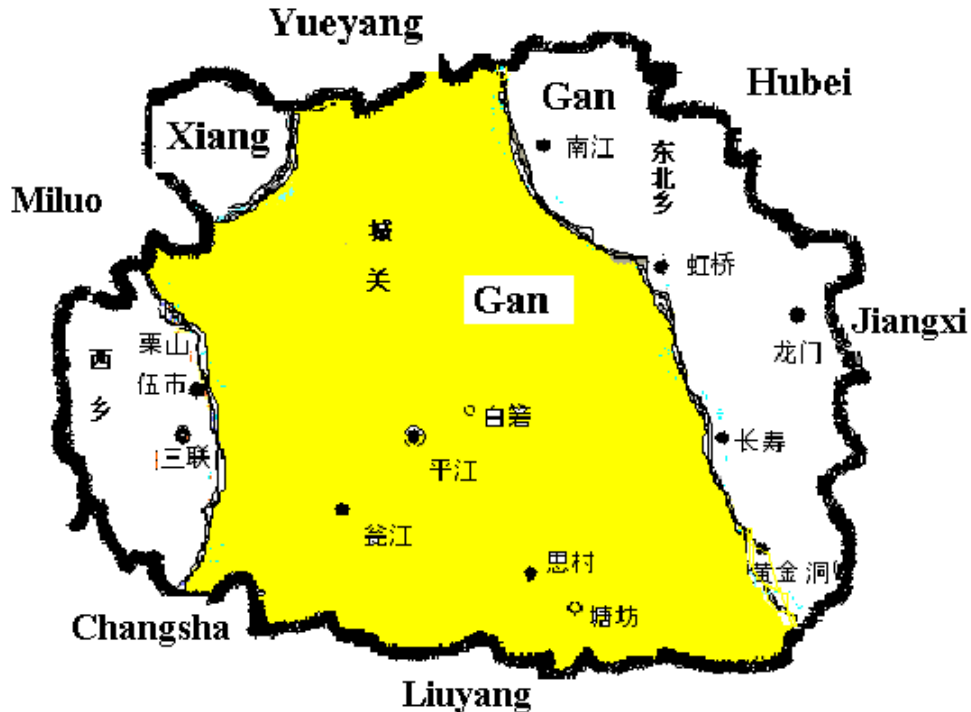 Yueyang
Hubei
Gan
Xiang
南江
东北乡
Miluo
城关
虹桥
Gan
Jiangxi
栗山
龙门
西乡
伍市
白箬
长寿
三联
平江
瓮江
思村
黄金洞
塘坊
Changsha
Liuyang